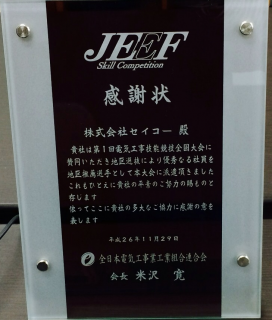 JEEF
Skill Competition
感謝状
株式会社セイコー 殿
貴社は第1回電気工事技能競技全国大会に
賛同いただき地区選抜により優秀なる社員を
地区推薦選手として本大会に派遣頂きました
これもひとえに貴社の平素のご努力の賜ものと
存じます
依ってここに貴社の多大なご協力に感謝の意を
表します
平成26年11月29日
全日本電気工事業工業組合連合会
会長 米沢 寛